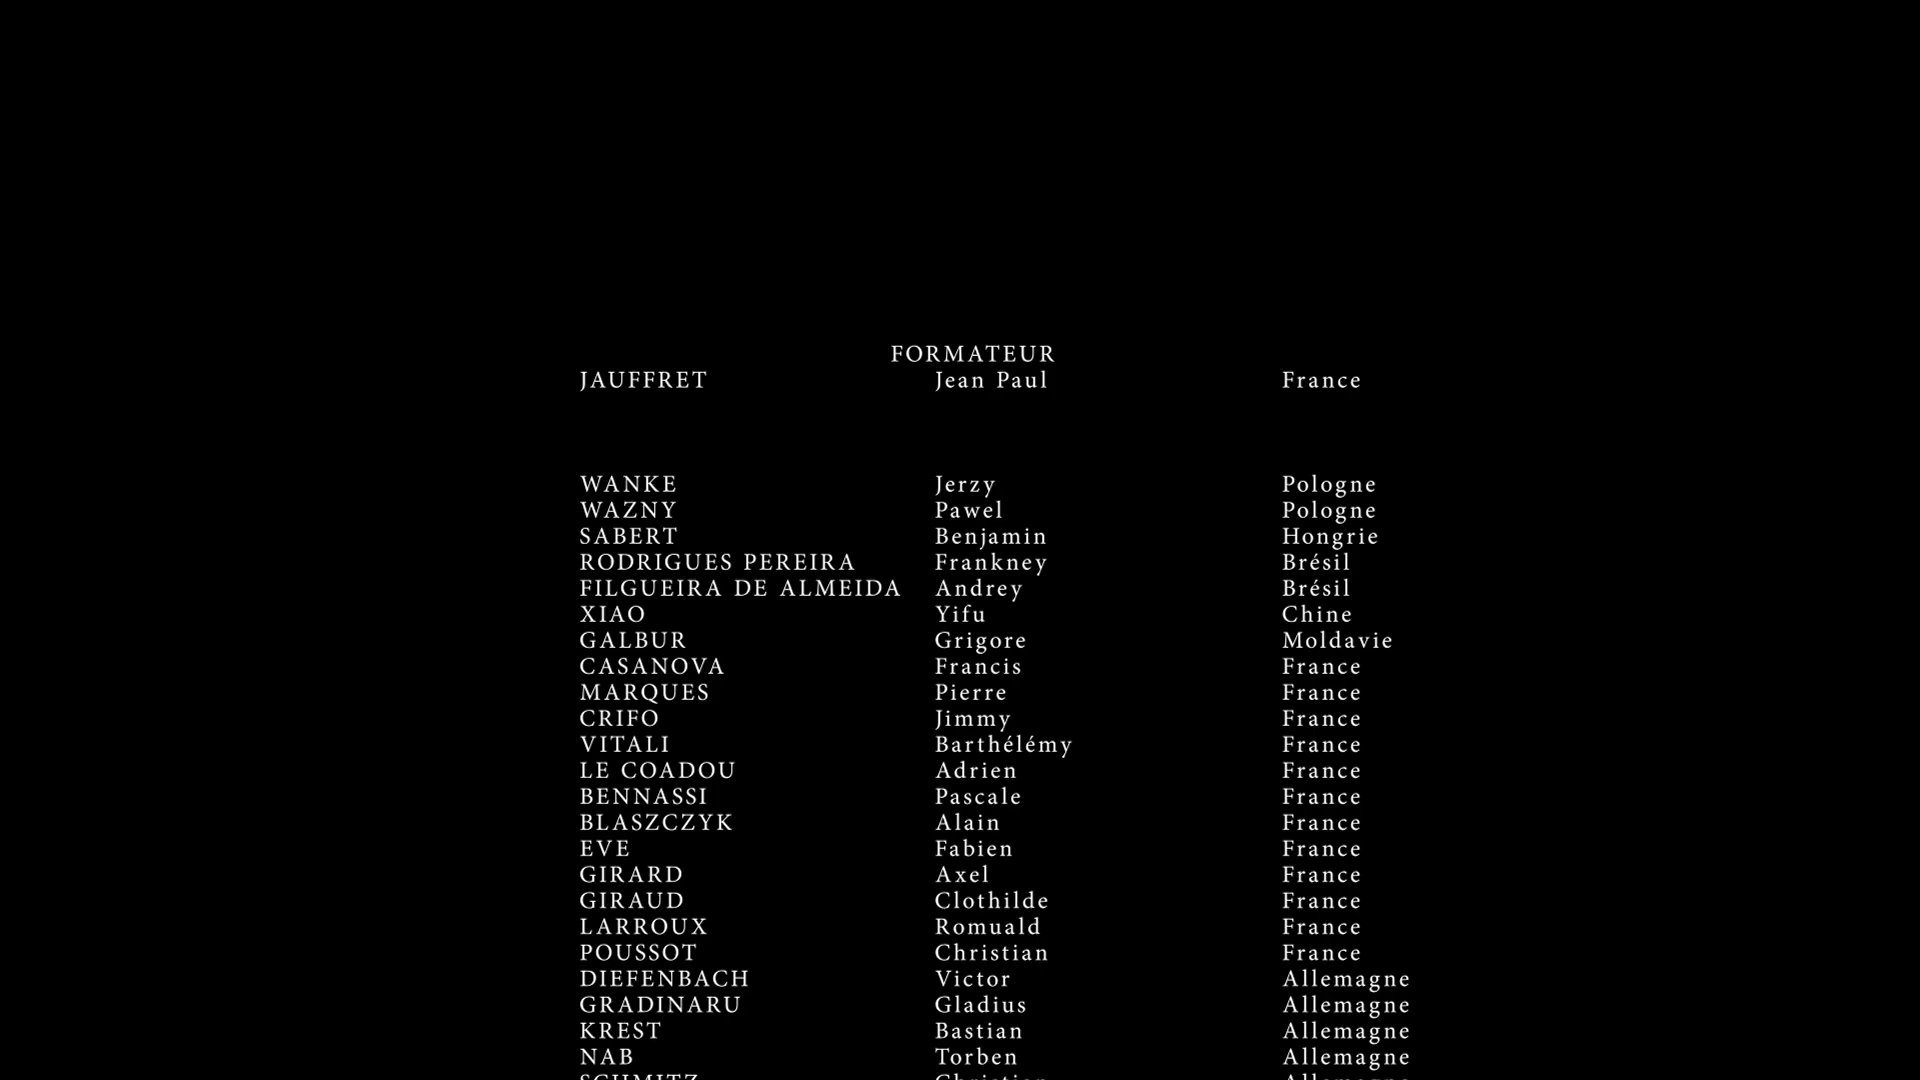 FORMATEUR
JAUFFRET Jean Paul France
WANKE Jerzy Pologne
WAZNY Pawel Pologne
SABERT Benjamin Hongrie
RODRIGUES PEREIRA Frankney Brésil
FILGUEIRA DE ALMEIDA Andrey Brésil
XIAO Yifu Chine
GALBUR Grigore Moldavie
CASANOVA Francis France
MARQUES Pierre France
CRIFO Jimmy France
VITALI Barthélémy France
LE COADOU Adrien France
BENNASSI Pascale France
BLASZCZYK Alain France
EVE Fabien France
GIRARD Axel France
GIRAUD Clothilde France
LARROUX Romuald France
POUSSOT Christian France
DIEFENBACH Victor Allemagne
GRADINARU Gladius Allemagne
KREST Bastian Allemagne
NAB Torben Allemagne